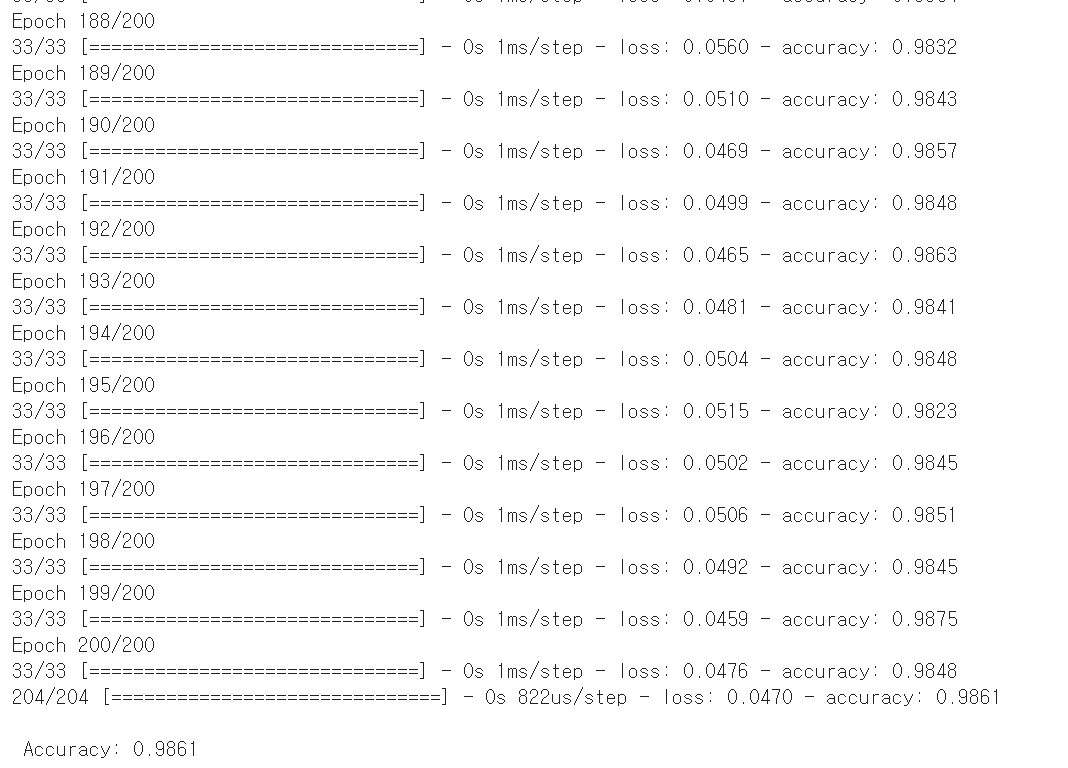 Epoch 188/200
33/33 [==============================] - 0s 1ms/step - loss: 0.0560 - accuracy: 0.9832
Epoch 189/200
33/33 [==============================] - 0s 1ms/step - loss: 0.0510 - accuracy: 0.9843
Epoch 190/200
33/33 [==============================] - 0s 1ms/step - loss: 0.0469 - accuracy: 0.9857
Epoch 191/200
33/33 [==============================] - 0s 1ms/step - loss: 0.0499 - accuracy: 0.9848
Epoch 192/200
33/33 [==============================] - 0s 1ms/step - loss: 0.0465 - accuracy: 0.9863
Epoch 193/200
33/33 [==============================] - 0s 1ms/step - loss: 0.0481 - accuracy: 0.9841
Epoch 194/200
33/33 [==============================] - 0s 1ms/step - loss: 0.0504 - accuracy: 0.9848
Epoch 195/200
33/33 [==============================] - 0s 1ms/step - loss: 0.0515 - accuracy: 0.9823
Epoch 196/200
33/33 [==============================] - 0s 1ms/step - loss: 0.0502 - accuracy: 0.9845
Epoch 197/200
33/33 [==============================] - 0s 1ms/step - loss: 0.0506 - accuracy: 0.9851
Epoch 198/200
33/33 [==============================] - 0s 1ms/step - loss: 0.0492 - accuracy: 0.9845
Epoch 199/200
33/33 [==============================] - 0s 1ms/step - loss: 0.0459 - accuracy: 0.9875
Epoch 200/200
33/33 [==============================] - 0s 1ms/step - loss: 0.0476 - accuracy: 0.9848
204/204 [==============================] - 0s 822us/step - loss: 0.0470 - accuracy: 0.9861
Accuracy: 0.9861